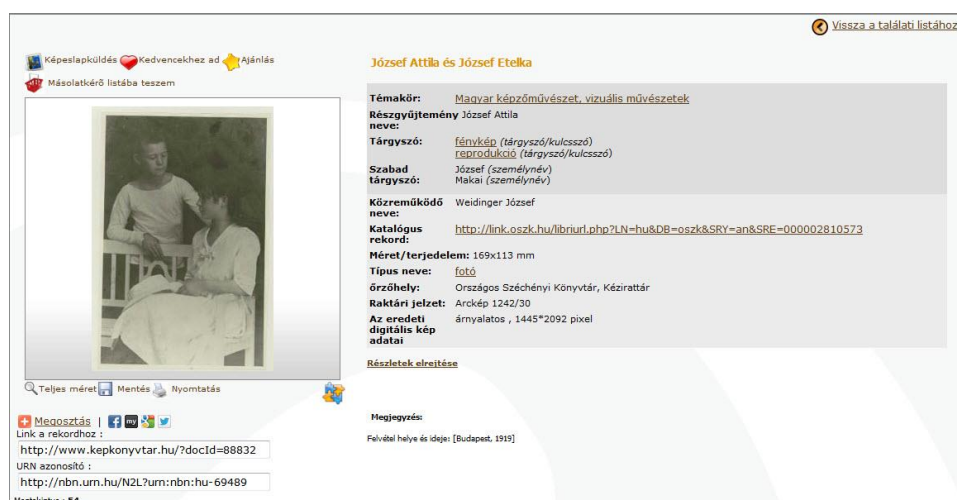 Vissza a találati listához
Képeslapküldés Kedvencekhez ad Ajánlás
Másolatkérő listába teszem
József Attila és József Etelka
Témakör: Magyar képzőművészet, vizuális művészetek
Részgyűjtemény József Attila
neve:
Tárgyszó: fénykép (tárgyszó/kulcsszó)
reprodukció (tárgyszó/kulcsszó)
Szabad József (személynév)
tárgyszó: Makai (személynév)
Közreműködő Weidinger József
neve:
Katalógus http://link.oszk.hu/libriurl.php?LN=hu&DB=oszk&SRY=an&SRE=000002810573
rekord:
Méret/terjedelem: 169x113 mm
Típus neve: fotó
őrzőhely: Országos Széchényi Könyvtár, Kézirattár
Raktári jelzet: Arckép 1242/30
Az eredeti árnyalatos , 1445*2092 pixel
digitális kép
adatai
Részletek elrejtése
Teljes méret Mentés Nyomtatás
Megjegyzés:
Felvétel helye és ideje: [Budapest, 1919]
Megosztás | f my
Link a rekordhoz :
http://www.kepkonyvtar.hu/?docId=88832
URN azonosító :
http://nbn.urn.hu/N2L?urn:nbn:hu-69489